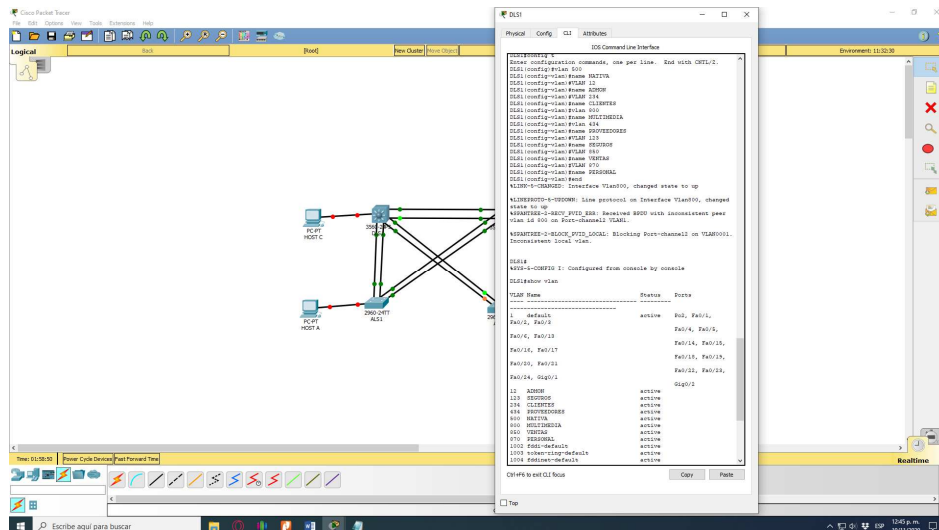 Cisco Packet Tracer
File Edit Options View Tools Extensions Help
Logical
Back
[Root]
New Cluster
Move Object
Environment: 11:32:30
PC-PT
HOST C
PC-PT
HOST A
2960-24TT
ALS1
Time: 01:58:50
Power Cycle Devices
Fast Forward Time
Realtime
Escribe aquí para buscar
ESP
12:45 p. m.
DLS1
Physical
Config
CLI
Attributes
IOS Command Line Interface
DLS1#config t
Enter configuration commands, one per line. End with CNTL/Z.
DLS1(config)#vlan 500
DLS1(config-vlan)#name NATIVA
DLS1(config-vlan)#VLAN 12
DLS1(config-vlan)#name ADMON
DLS1(config-vlan)#VLAN 234
DLS1(config-vlan)#name CLIENTES
DLS1(config-vlan)#vlan 800
DLS1(config-vlan)#name MULTIMEDIA
DLS1(config-vlan)#vlan 434
DLS1(config-vlan)#name PROVEEDORES
DLS1(config-vlan)#VLAN 123
DLS1(config-vlan)#name SEGUROS
DLS1(config-vlan)#VLAN 850
DLS1(config-vlan)#name VENTAS
DLS1(config-vlan)#VLAN 870
DLS1(config-vlan)#name PERSONAL
DLS1(config-vlan)#end
%LINK-5-CHANGED: Interface Vlan800, changed state to up
%LINEPROTO-5-UPDOWN: Line protocol on Interface Vlan800, changed
state to up
%SPANTREE-2-RECV_PVID_ERR: Received BPDU with inconsistent peer
vlan id 800 on Port-channel2 VLAN1.
%SPANTREE-2-BLOCK_PVID_LOCAL: Blocking Port-channel2 on VLAN0001.
Inconsistent local vlan.
DLS1#
%SYS-5-CONFIG_I: Configured from console by console
DLS1#show vlan
VLAN Name Status Ports
1 default active Po2, Fa0/1,
Fa0/2, Fa0/3
Fa0/4, Fa0/5,
Fa0/6, Fa0/13
Fa0/14, Fa0/15,
Fa0/16, Fa0/17
Fa0/18, Fa0/19,
Fa0/20, Fa0/21
Fa0/22, Fa0/23,
Fa0/24, Gig0/1
Gig0/2
12 ADMON active
123 SEGUROS active
234 CLIENTES active
434 PROVEEDORES active
500 NATIVA active
800 MULTIMEDIA active
850 VENTAS active
870 PERSONAL active
1002 fddi-default active
1003 token-ring-default active
1004 fddinet-default active
Ctrl+F6 to exit CLI focus
Copy
Paste
Top